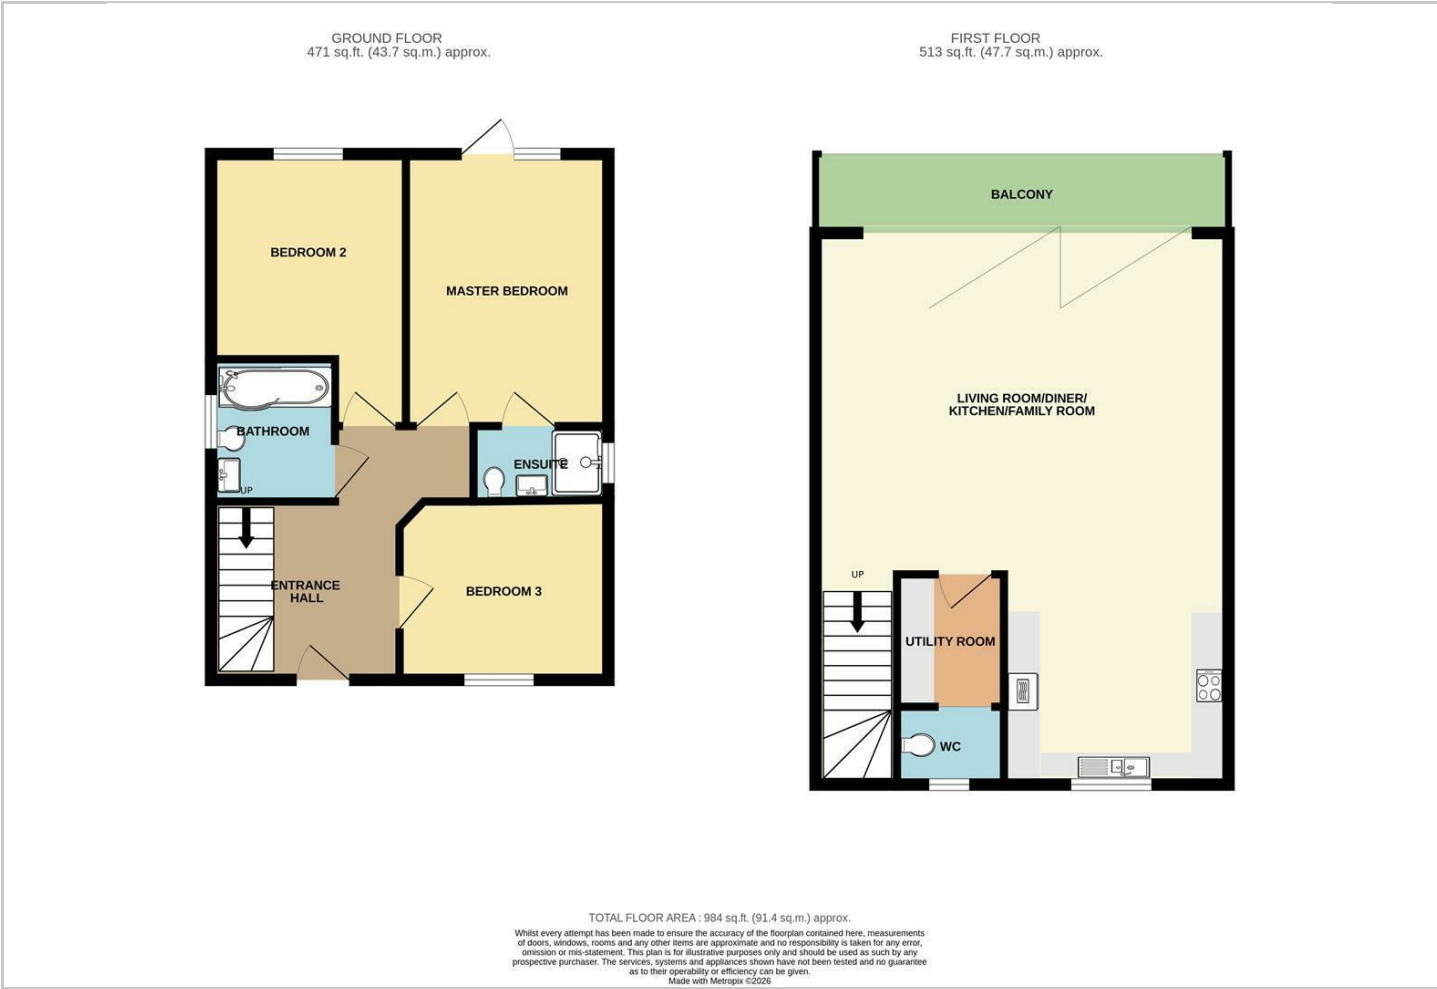 GROUND FLOOR
471 sq.ft. (43.7 sq.m.) approx.
FIRST FLOOR
513 sq.ft. (47.7 sq.m.) approx.
BEDROOM 2
MASTER BEDROOM
BATHROOM
ENSUITE
UP
ENTRANCE
HALL
BEDROOM 3
BALCONY
LIVING ROOM/DINER/
KITCHEN/FAMILY ROOM
UP
UTILITY ROOM
WC
TOTAL FLOOR AREA : 984 sq.ft. (91.4 sq.m.) approx.
Whilst every attempt has been made to ensure the accuracy of the floorplan contained here, measurements
of doors, windows, rooms and any other items are approximate and no responsibility is taken for any error,
omission or mis-statement. This plan is for illustrative purposes only and should be used as such by any
prospective purchaser. The services, systems and appliances shown have not been tested and no guarantee
as to their operability or efficiency can be given.
Made with Metropix ©2026